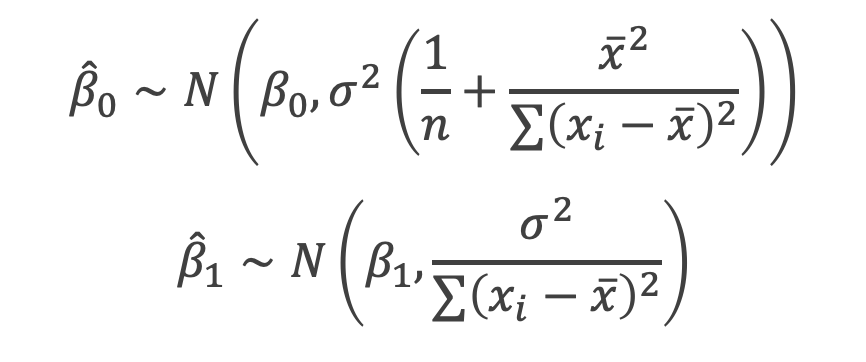 β̂₀ ~ N(β₀, σ²(1/n + x̄²/∑(xᵢ − x̄)²))
β̂₁ ~ N(β₁, σ²/∑(xᵢ − x̄)²)